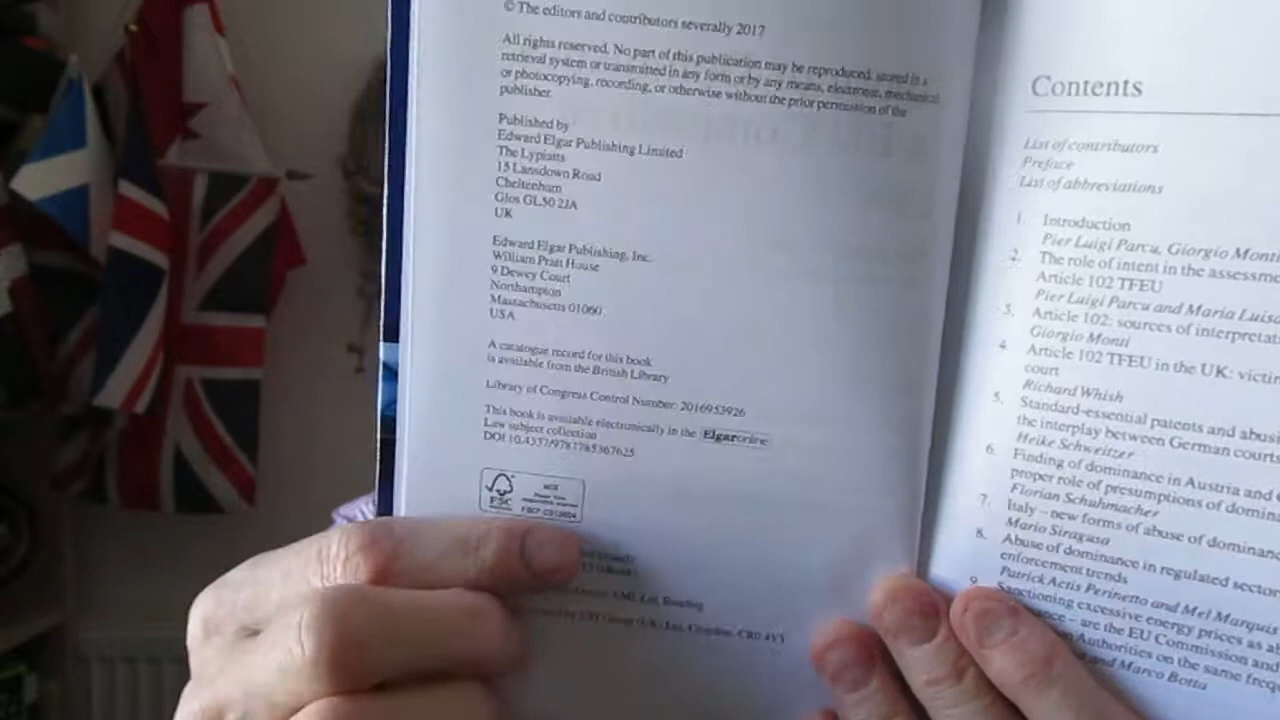 © The editors and contributors severally 2017
All rights reserved. No part of this publication may be reproduced, stored in a
retrieval system or transmitted in any form or by any means, electronic, mechanical
or photocopying, recording, or otherwise without the prior permission of the
publisher.
Published by
Edward Elgar Publishing Limited
The Lypiatts
15 Lansdown Road
Cheltenham
Glos GL50 2JA
UK
Edward Elgar Publishing, Inc.
William Pratt House
9 Dewey Court
Northampton
Massachusetts 01060
USA
A catalogue record for this book
is available from the British Library
Library of Congress Control Number: 2016953926
This book is available electronically in the Elgaronline
Law subject collection
DOI 10.4337/9781785367625
FSC
MIX
Contents
List of contributors
Preface
List of abbreviations
1. Introduction
Pier Luigi Parcu, Giorgio Monti
2. The role of intent in the assessm
Article 102 TFEU
Pier Luigi Parcu and Maria Luisa
3. Article 102: sources of interpretat
Giorgio Monti
4. Article 102 TFEU in the UK: victim
court
Richard Whish
5. Standard-essential patents and abus
the interplay between German courts
Heike Schweitzer
6. Finding of dominance in Austria and
proper role of presumptions of domin
Florian Schuhmacher
7. Italy – new forms of abuse of dominan
Mario Siragusa
8. Abuse of dominance in regulated sector
enforcement trends
Patrick Actis Perinetto and Mel Marquis
9. Sanctioning excessive energy prices as ab
– are the EU Commission and
Authorities on the same freq
and Marco Botta